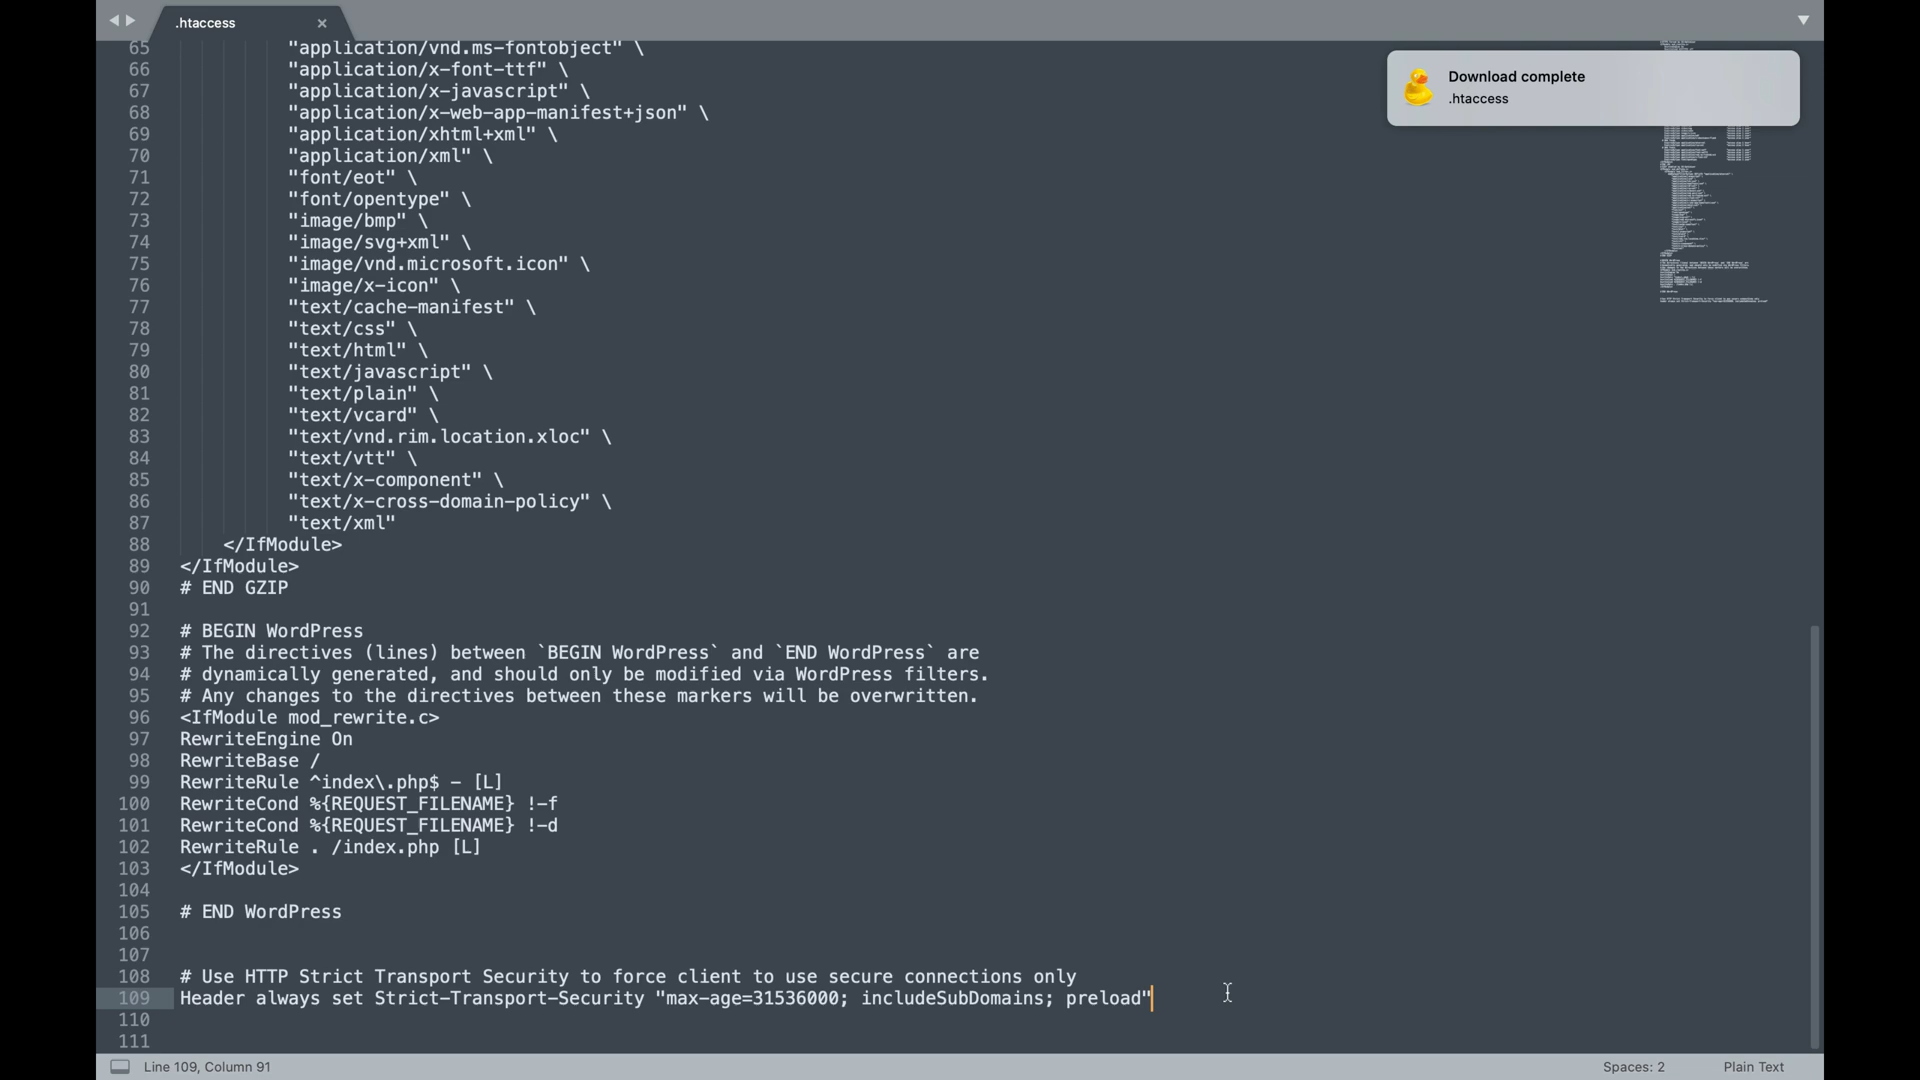 .htaccess
65 "application/vnd.ms-fontobject" \
66 "application/x-font-ttf" \
67 "application/x-javascript" \
68 "application/x-web-app-manifest+json" \
69 "application/xhtml+xml" \
70 "application/xml" \
71 "font/eot" \
72 "font/opentype" \
73 "image/bmp" \
74 "image/svg+xml" \
75 "image/vnd.microsoft.icon" \
76 "image/x-icon" \
77 "text/cache-manifest" \
78 "text/css" \
79 "text/html" \
80 "text/javascript" \
81 "text/plain" \
82 "text/vcard" \
83 "text/vnd.rim.location.xloc" \
84 "text/vtt" \
85 "text/x-component" \
86 "text/x-cross-domain-policy" \
87 "text/xml"
88 </IfModule>
89 </IfModule>
90 # END GZIP
91
92 # BEGIN WordPress
93 # The directives (lines) between `BEGIN WordPress` and `END WordPress` are
94 # dynamically generated, and should only be modified via WordPress filters.
95 # Any changes to the directives between these markers will be overwritten.
96 <IfModule mod_rewrite.c>
97 RewriteEngine On
98 RewriteBase /
99 RewriteRule ^index\.php$ - [L]
100 RewriteCond %{REQUEST_FILENAME} !-f
101 RewriteCond %{REQUEST_FILENAME} !-d
102 RewriteRule . /index.php [L]
103 </IfModule>
104
105 # END WordPress
106
107
108 # Use HTTP Strict Transport Security to force client to use secure connections only
109 Header always set Strict-Transport-Security "max-age=31536000; includeSubDomains; preload"
110
111
Download complete
.htaccess
Line 109, Column 91
Spaces: 2
Plain Text